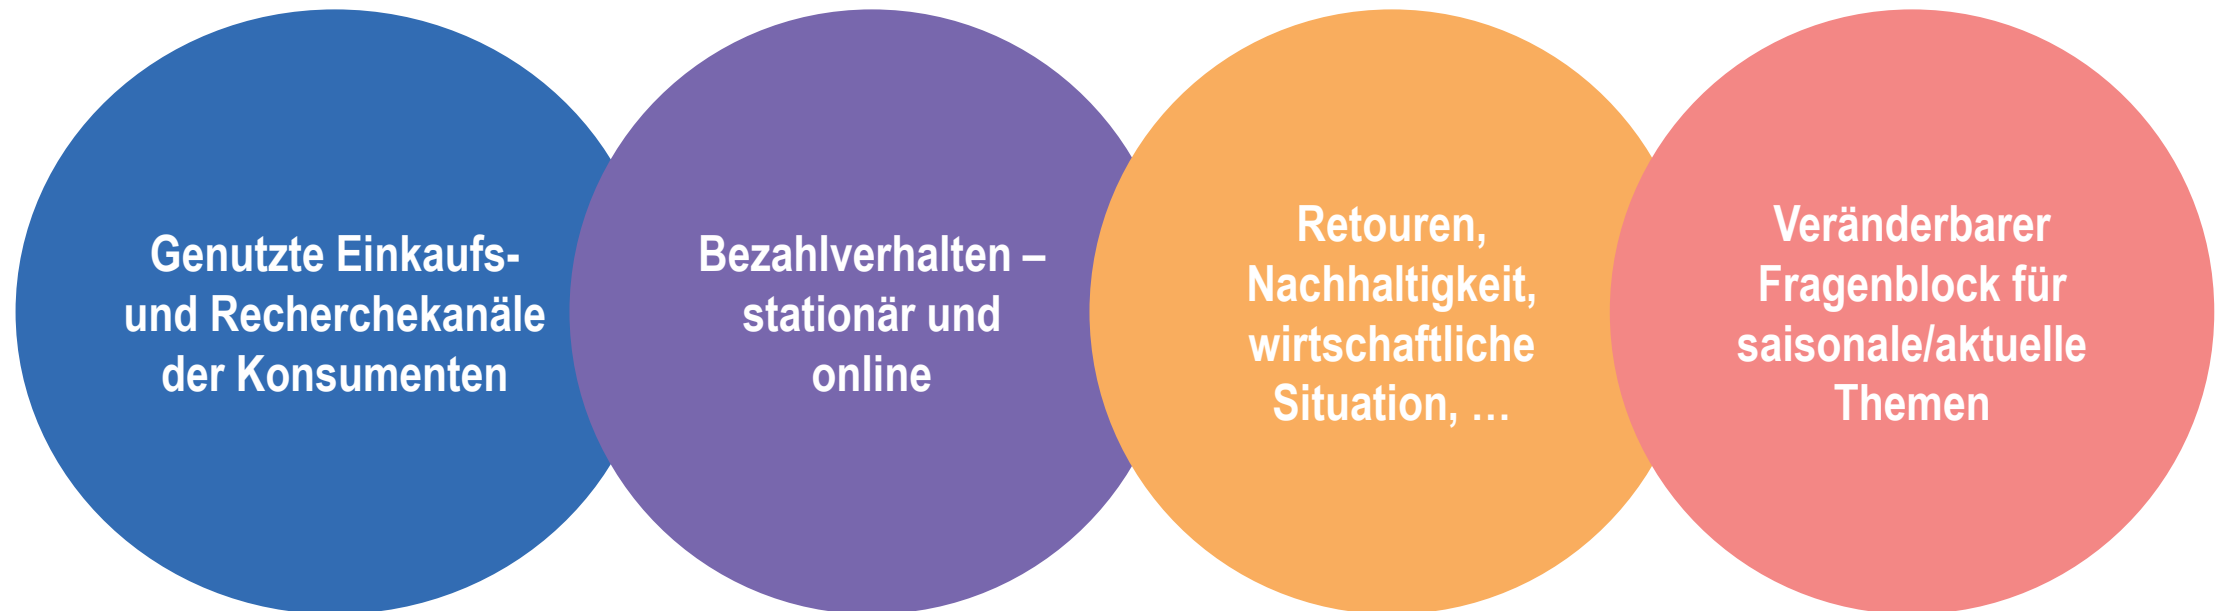 Genutzte Einkaufs-
und Recherchekanäle
der Konsumenten
Bezahlverhalten –
stationär und
online
Retouren,
Nachhaltigkeit,
wirtschaftliche
Situation, …
Veränderbarer
Fragenblock für
saisonale/aktuelle
Themen